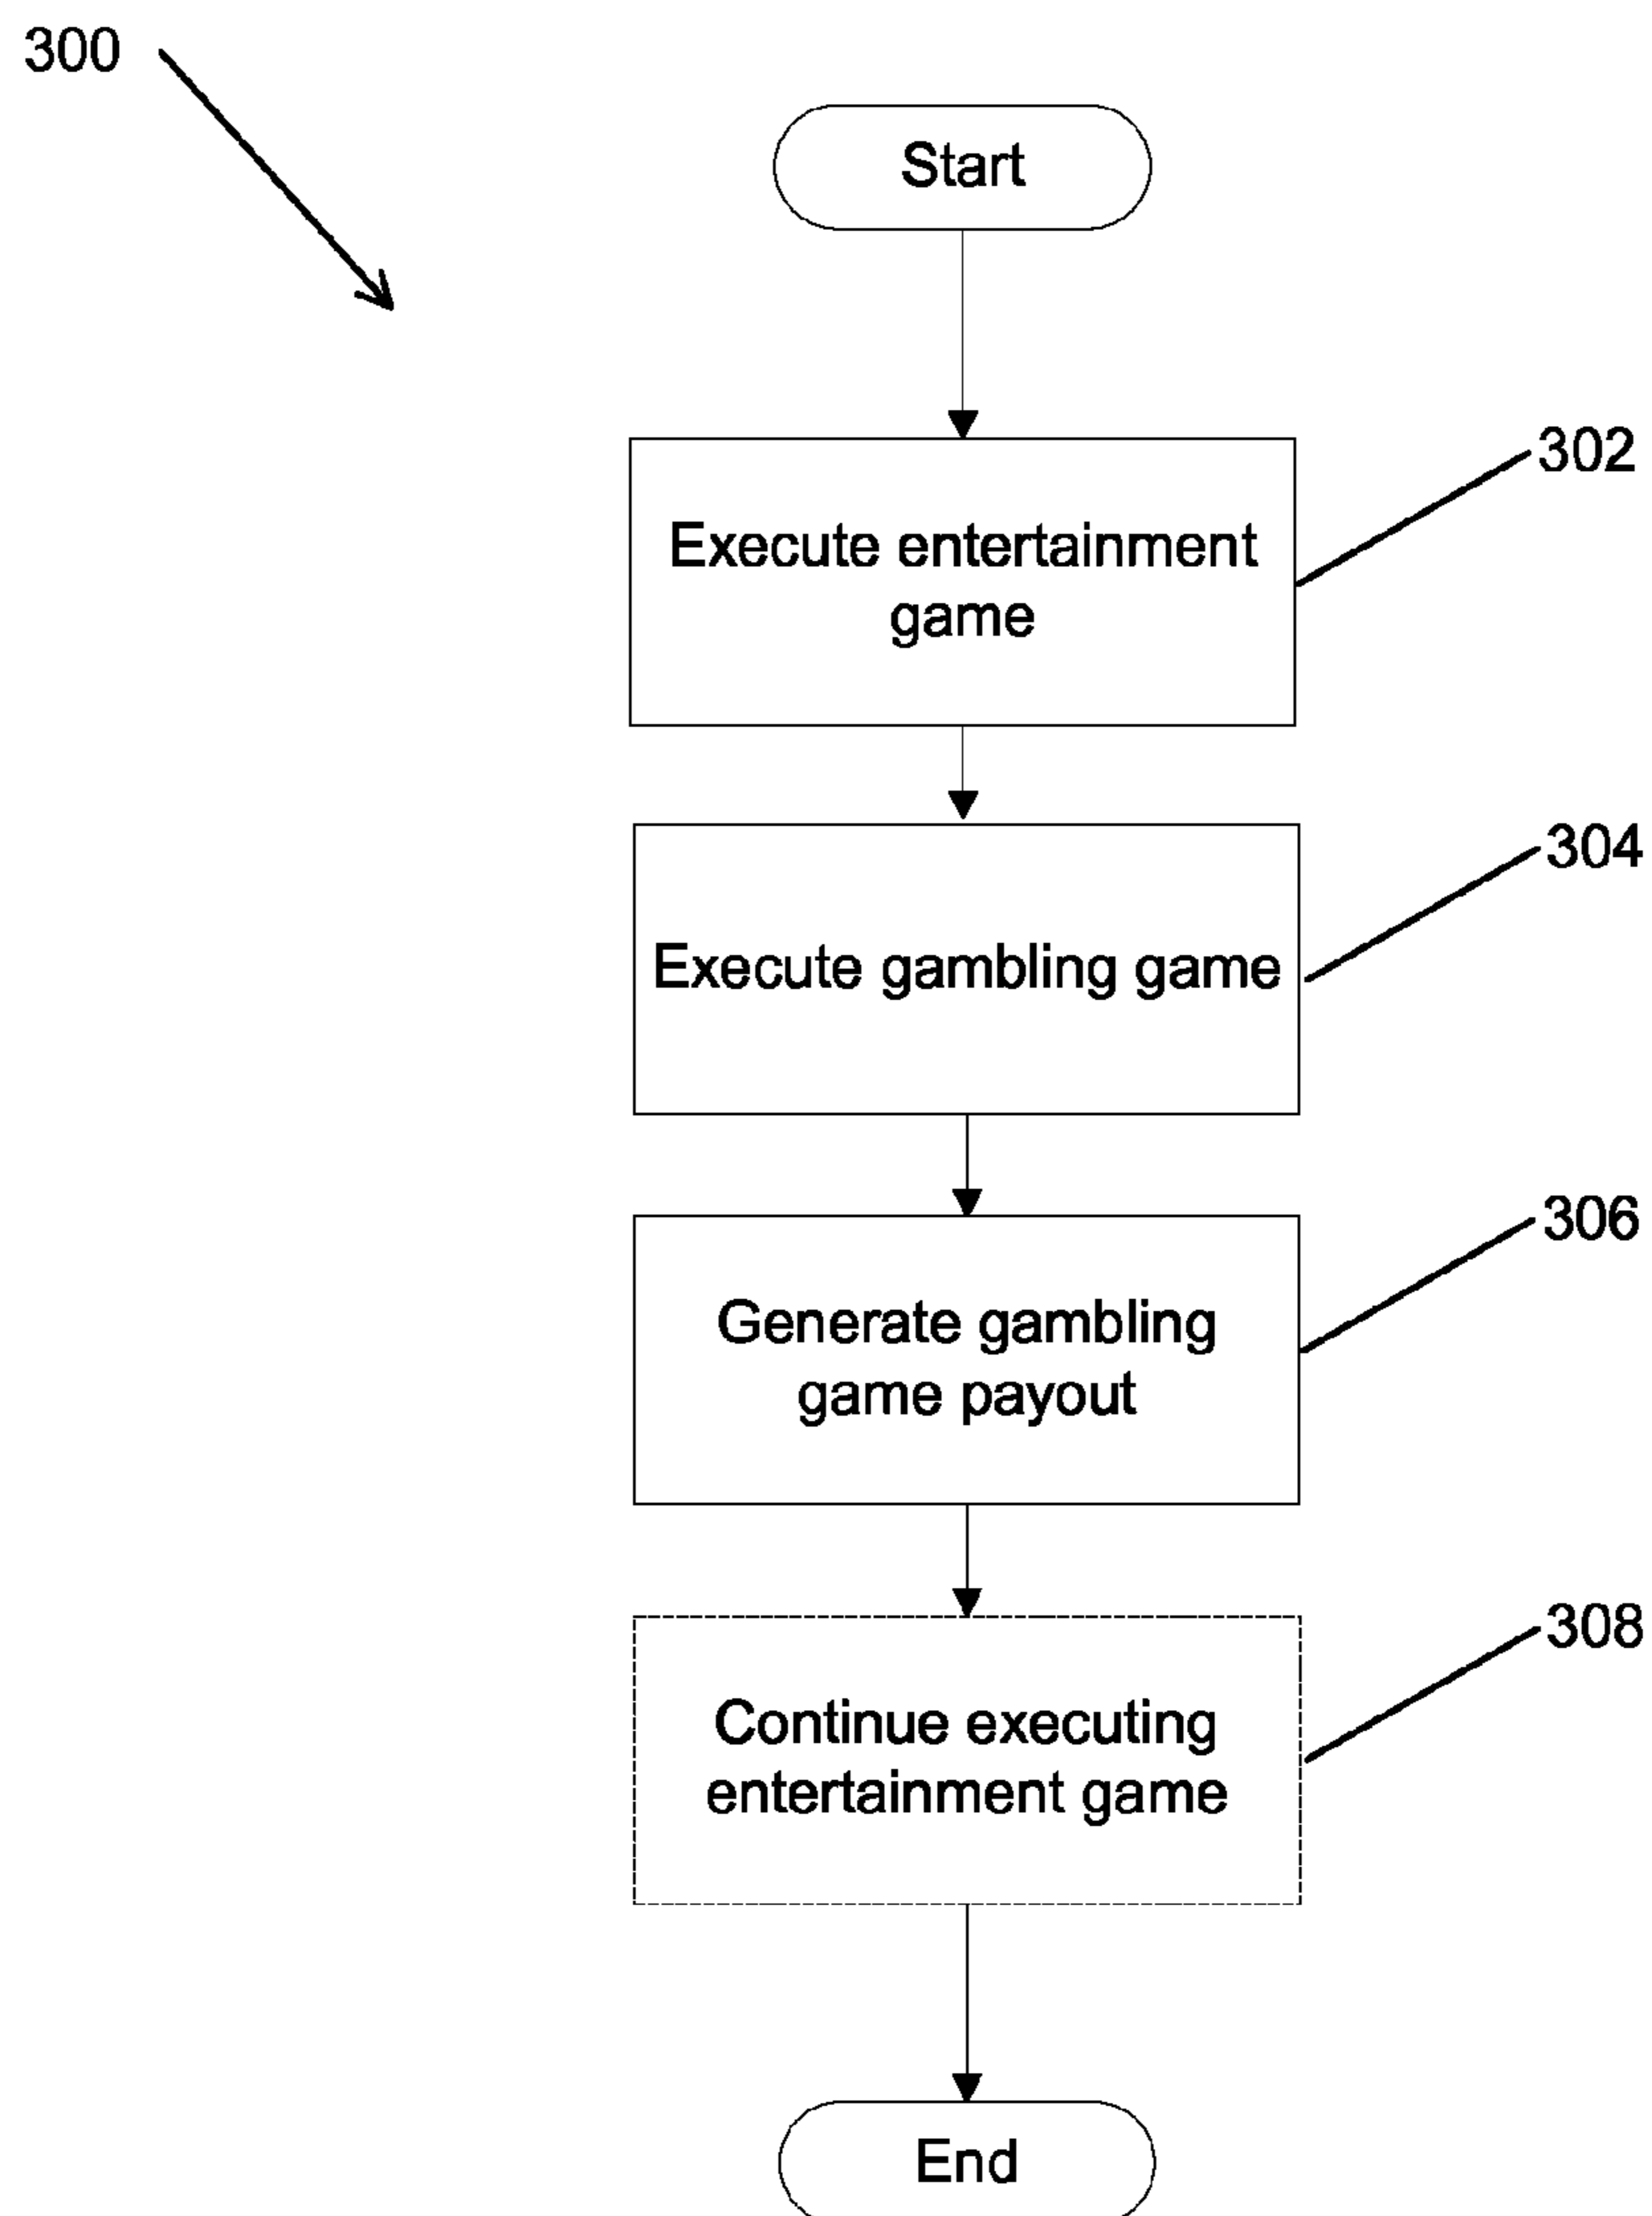 300
Start
302
Execute entertainment
game
304
Execute gambling game
306
Generate gambling
game payout
308
Continue executing
entertainment game
End